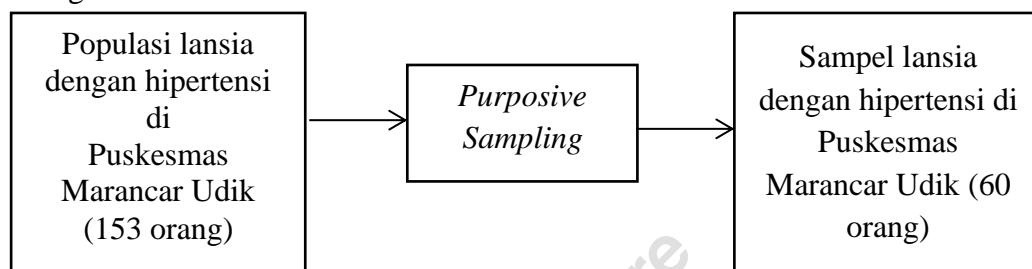 Populasi lansia
dengan hipertensi
di
Puskesmas
Marancar Udik
(153 orang)
Purposive
Sampling
Sampel lansia
dengan hipertensi di
Puskesmas
Marancar Udik (60
orang)